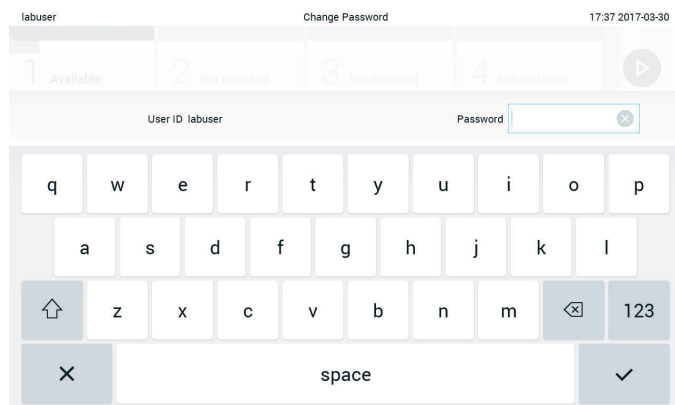 labuser Change Password 17:37 2017-03-30
1 Available 2 Not installed 3 Not installed 4 Not installed
User ID labuser Password
q w e r t y u i o p
a s d f g h j k l
z x c v b n m 123
space